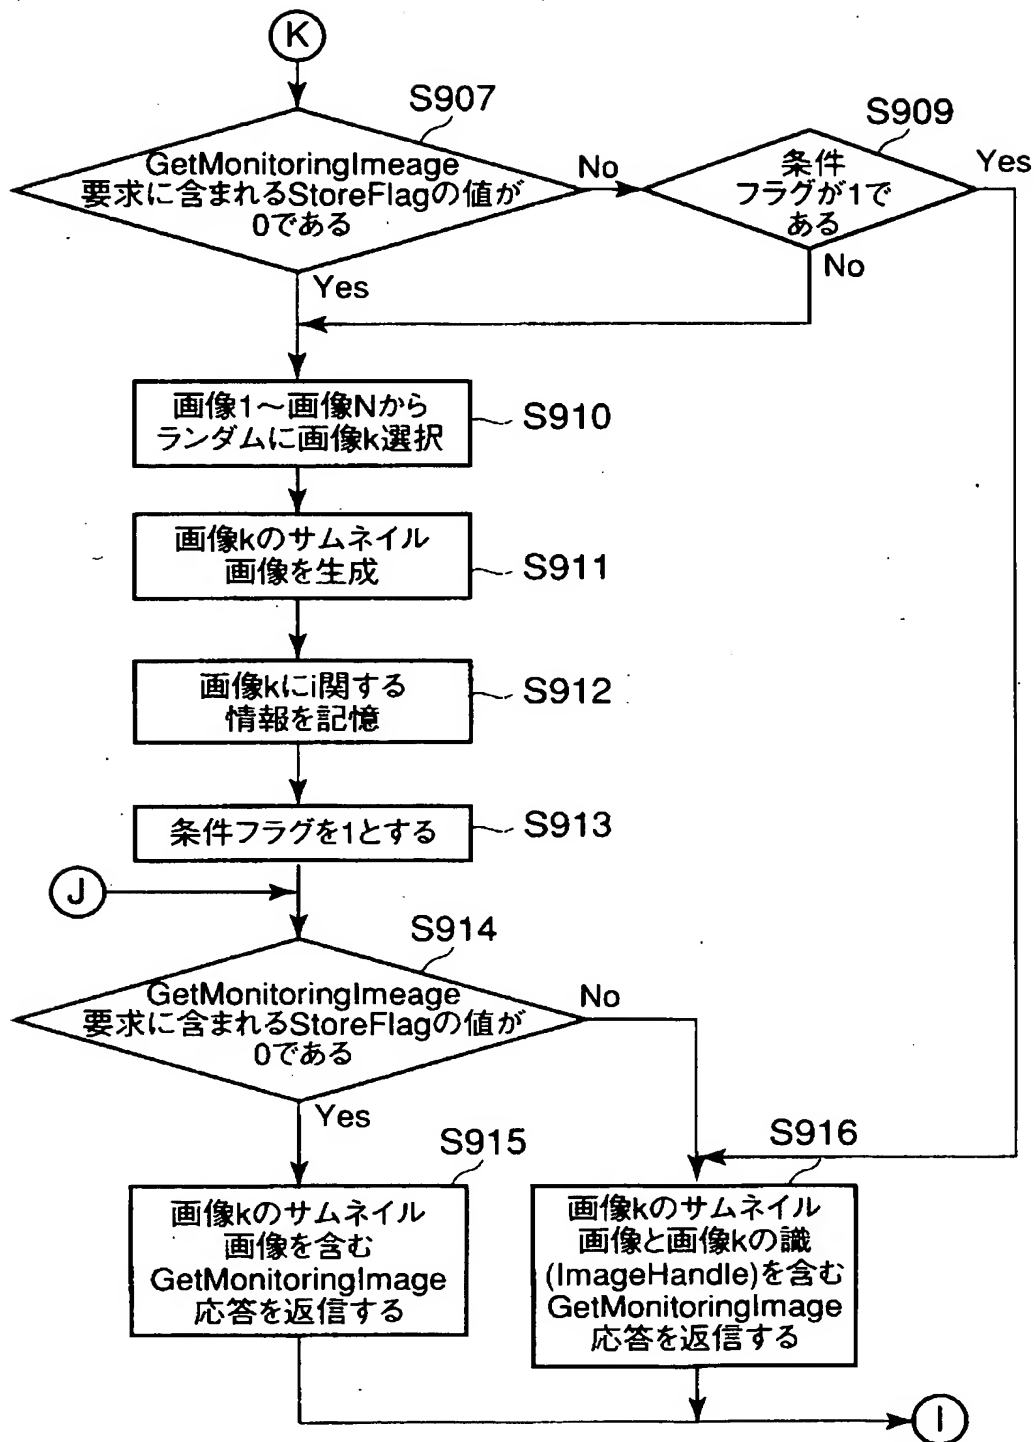 K
S907
GetMonitoringImeage
要求に含まれるStoreFlagの値が
0である
No
Yes
S909
条件
フラグが1で
ある
Yes
No
画像1～画像Nから
ランダムに画像k選択
S910
画像kのサムネイル
画像を生成
S911
画像kにi関する
情報を記憶
S912
条件フラグを1とする
S913
J
S914
GetMonitoringImeage
要求に含まれるStoreFlagの値が
0である
No
Yes
S915
画像kのサムネイル
画像を含む
GetMonitoringImage
応答を返信する
S916
画像kのサムネイル
画像と画像kの識
(ImageHandle)を含む
GetMonitoringImage
応答を返信する
I